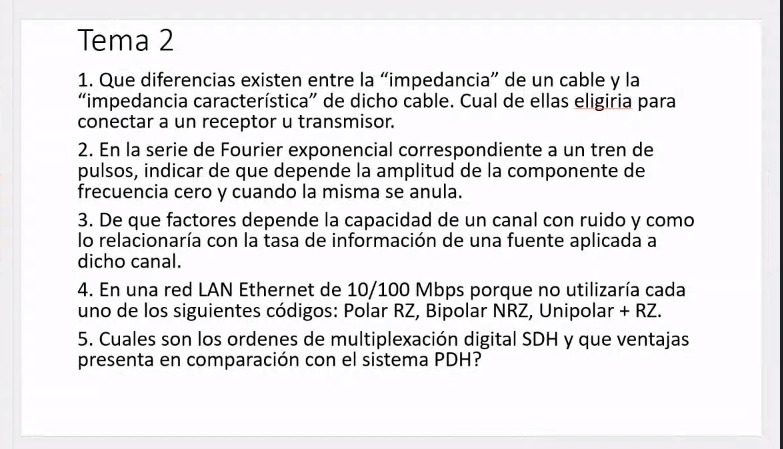 Tema 2
1. Que diferencias existen entre la “impedancia” de un cable y la
“impedancia característica” de dicho cable. Cual de ellas eligiria para
conectar a un receptor u transmisor.
2. En la serie de Fourier exponencial correspondiente a un tren de
pulsos, indicar de que depende la amplitud de la componente de
frecuencia cero y cuando la misma se anula.
3. De que factores depende la capacidad de un canal con ruido y como
lo relacionaría con la tasa de información de una fuente aplicada a
dicho canal.
4. En una red LAN Ethernet de 10/100 Mbps porque no utilizaría cada
uno de los siguientes códigos: Polar RZ, Bipolar NRZ, Unipolar + RZ.
5. Cuales son los ordenes de multiplexación digital SDH y que ventajas
presenta en comparación con el sistema PDH?